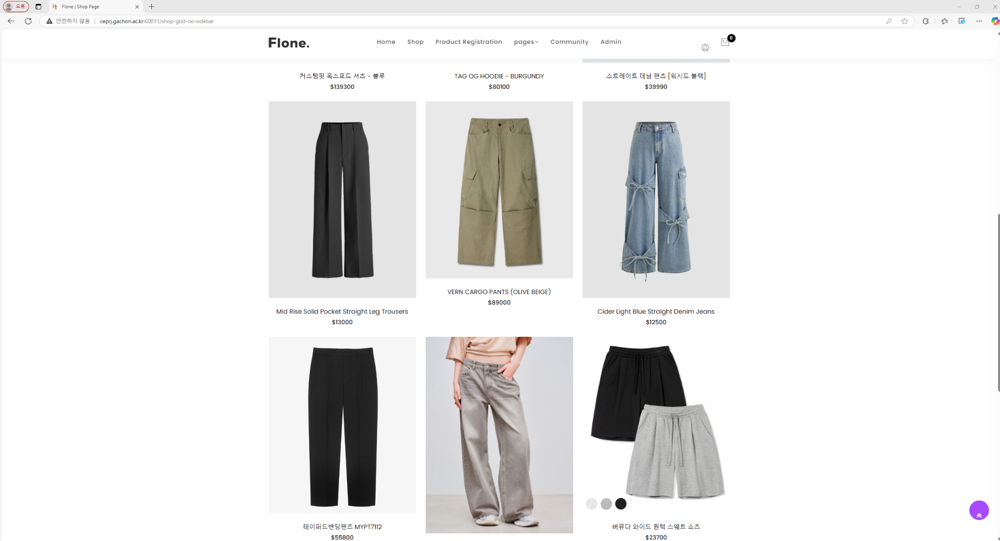 오류
Flone | Shop Page
안전하지 않음
ceprj.gachon.ac.kr:60011/shop-grid-no-sidebar
Flone.
Home
Shop
Product Registration
pages
Community
Admin
0
커스텀핏 옥스포드 셔츠 - 블루
$139300
TAG OG HOODIE - BURGUNDY
$80100
스트레이트 데님 팬츠 [워시드 블랙]
$39990
Mid Rise Solid Pocket Straight Leg Trousers
$13000
VERN CARGO PANTS (OLIVE BEIGE)
$89000
Cider Light Blue Straight Denim Jeans
$12500
테이퍼드밴딩팬츠 MYPT7112
$55800
버뮤다 와이드 원턱 스웨트 쇼츠
$23700